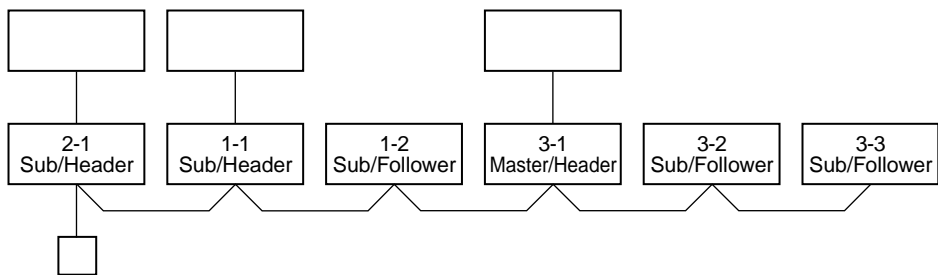 2-1
Sub/Header
1-1
Sub/Header
1-2
Sub/Follower
3-1
Master/Header
3-2
Sub/Follower
3-3
Sub/Follower